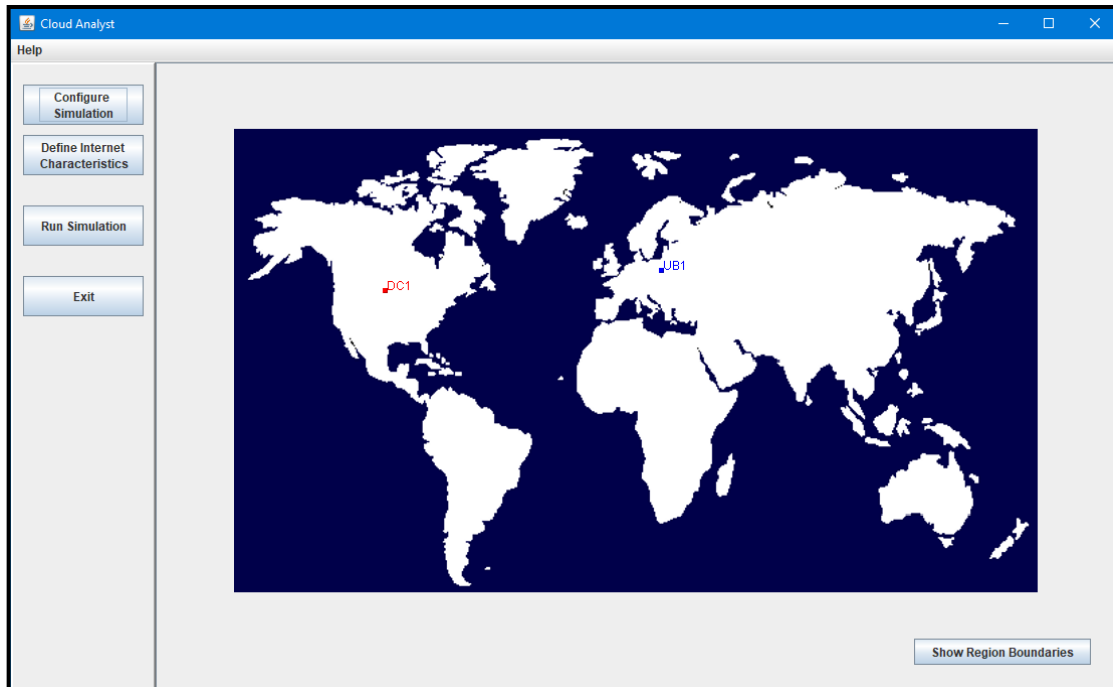 Cloud Analyst
Help
Configure
Simulation
Define Internet
Characteristics
Run Simulation
Exit
DC1
UB1
Show Region Boundaries